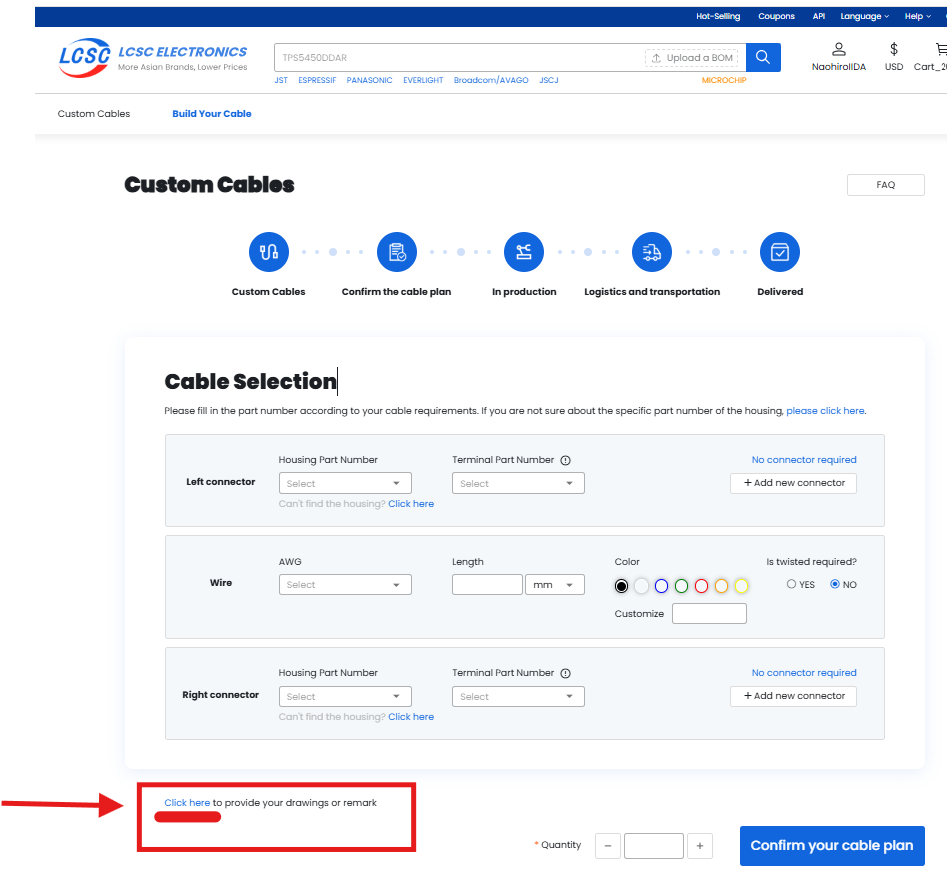 Hot-Selling Coupons API Language Help
LCSC LCSC ELECTRONICS
More Asian Brands, Lower Prices
TPS5450DDAR Upload a BOM
NaohiroIIDA USD
JST ESPRESSIF PANASONIC EVERLIGHT Broadcom/AVAGO JSCJ MICROCHIP
Custom Cables Build Your Cable
Custom Cables FAQ
Custom Cables Confirm the cable plan In production Logistics and transportation Delivered
Cable Selection
Please fill in the part number according to your cable requirements. If you are not sure about the specific part number of the housing, please click here.
Housing Part Number Terminal Part Number No connector required
Left connector Select Select + Add new connector
Can't find the housing? Click here
AWG Length Color Is twisted required?
Wire Select mm YES NO
Customize
Housing Part Number Terminal Part Number No connector required
Right connector Select Select + Add new connector
Can't find the housing? Click here
Click here to provide your drawings or remark
* Quantity − + Confirm your cable plan